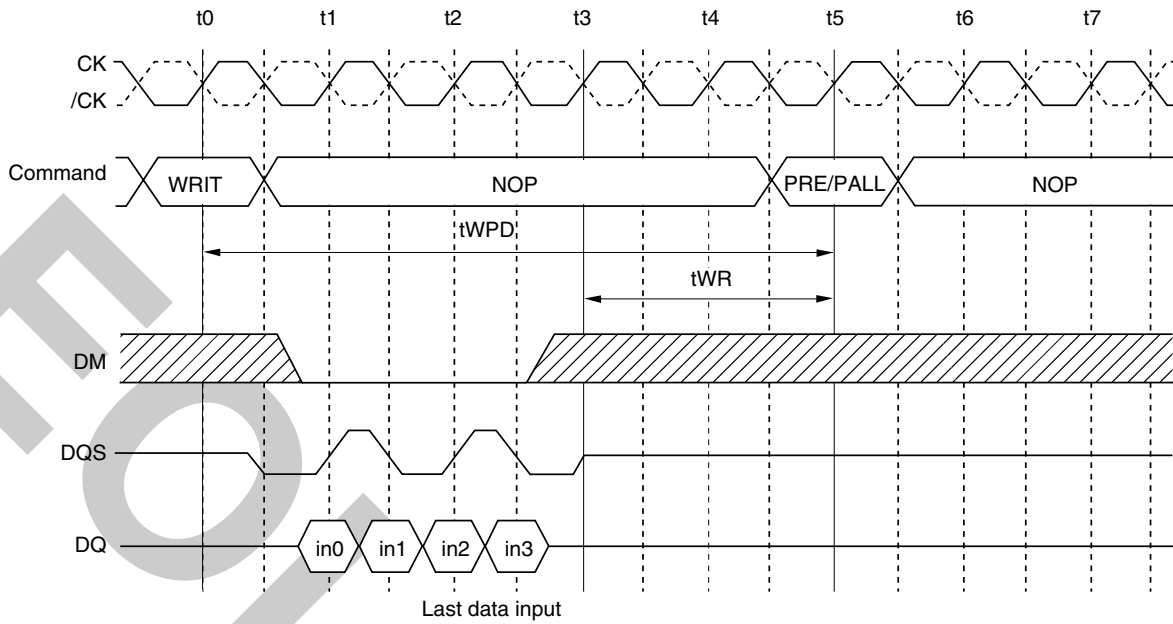 t0 t1 t2 t3 t4 t5 t6 t7
CK
/CK
Command WRIT NOP PRE/PALL NOP
tWPD
tWR
DM
DQS
DQ in0 in1 in2 in3
Last data input